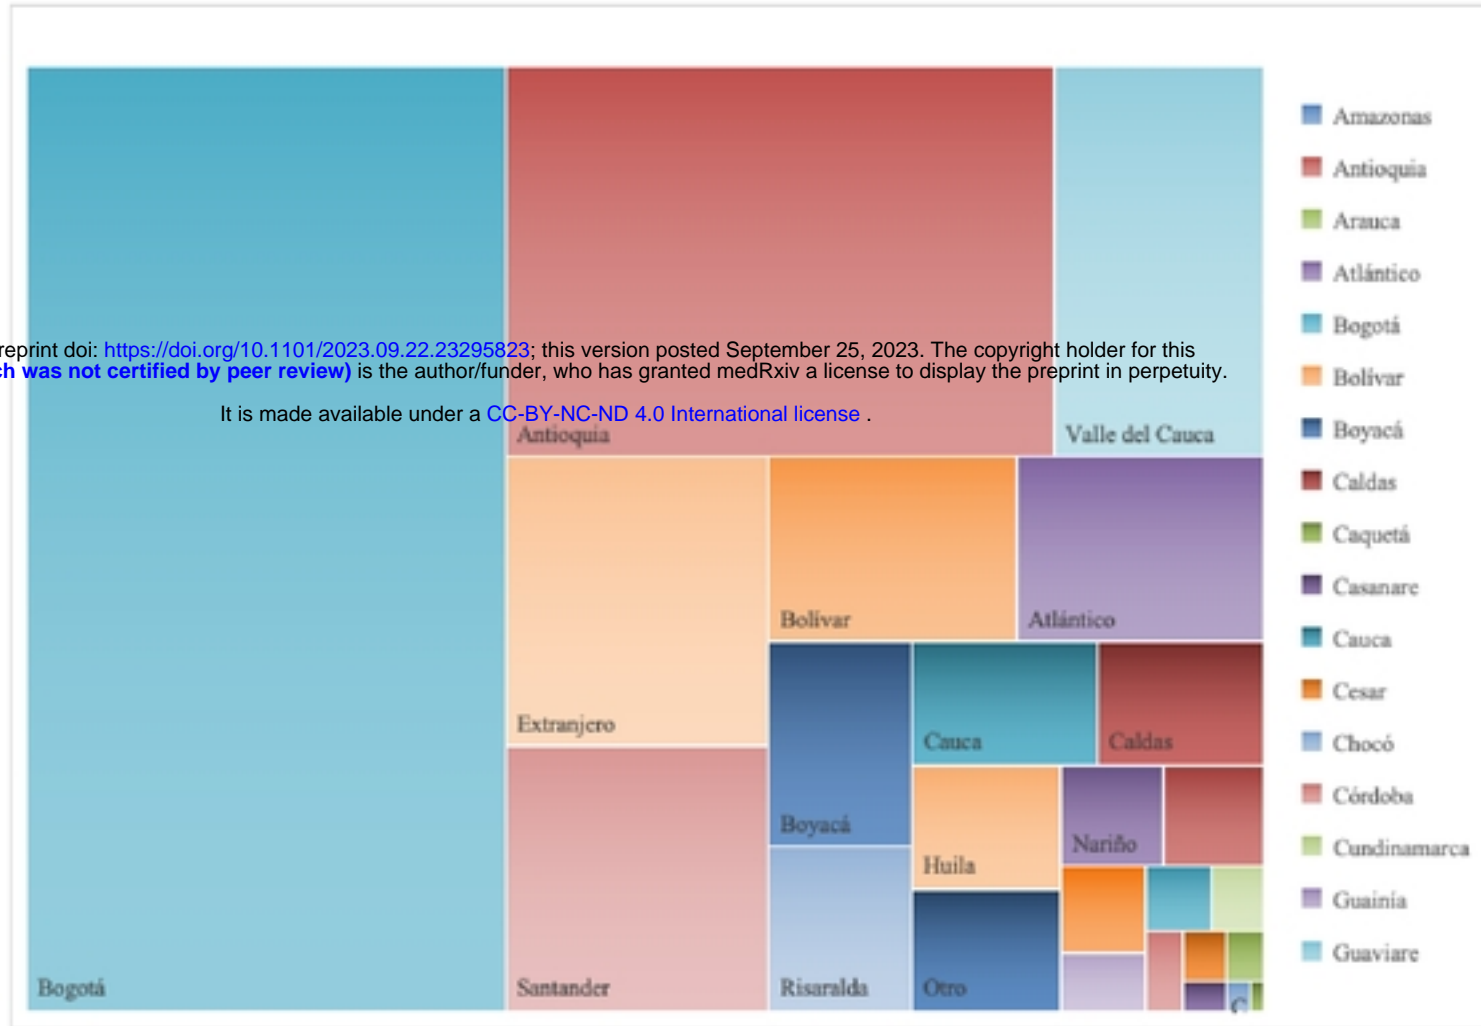 reprint doi: https://doi.org/10.1101/2023.09.22.23295823; this version posted September 25, 2023. The copyright holder for this
was not certified by peer review) is the author/funder, who has granted medRxiv a license to display the preprint in perpetuity.
It is made available under a CC-BY-NC-ND 4.0 International license .
Antioquia
Valle del Cauca
Bolívar
Atlántico
Extranjero
Cauca
Caldas
Boyacá
Nariño
Huila
Bogotá
Santander
Risaralda
Otro
C
Amazonas
Antioquia
Arauca
Atlántico
Bogotá
Bolívar
Boyacá
Caldas
Caquetá
Casanare
Cauca
Cesar
Chocó
Córdoba
Cundinamarca
Guainía
Guaviare